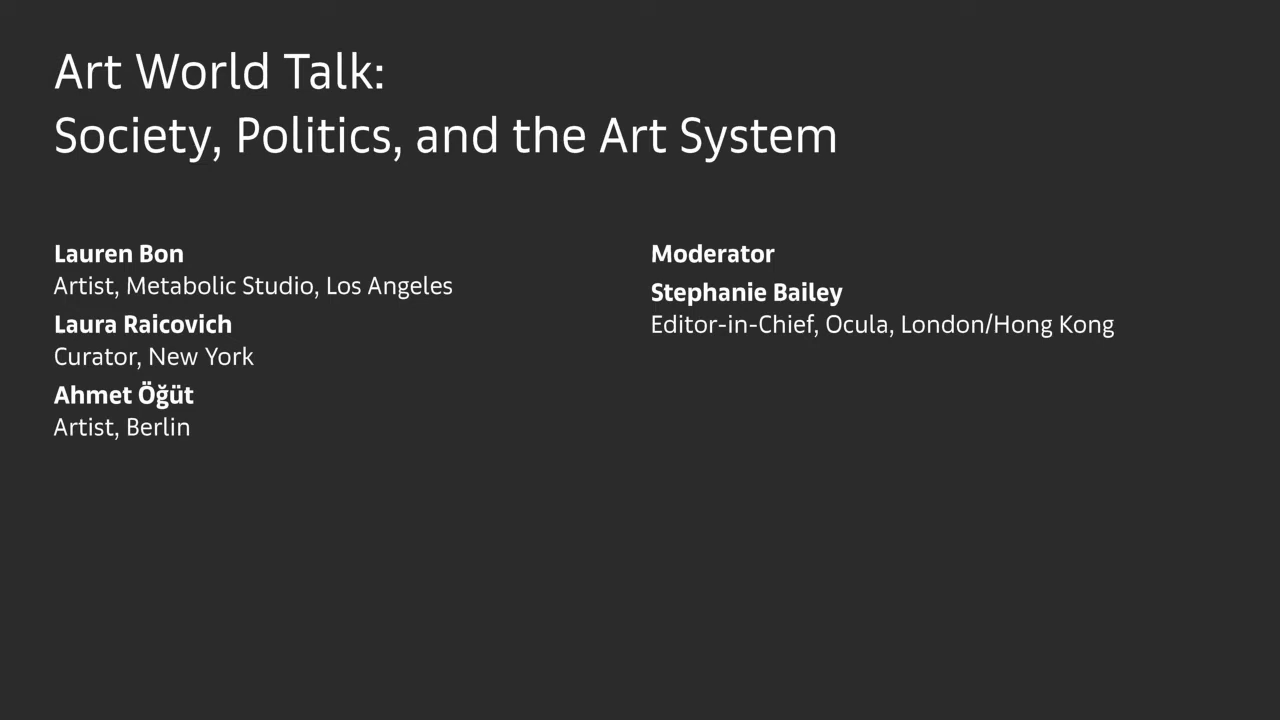 Art World Talk:
Society, Politics, and the Art System
Lauren Bon
Artist, Metabolic Studio, Los Angeles
Laura Raicovich
Curator, New York
Ahmet Öğüt
Artist, Berlin
Moderator
Stephanie Bailey
Editor-in-Chief, Ocula, London/Hong Kong